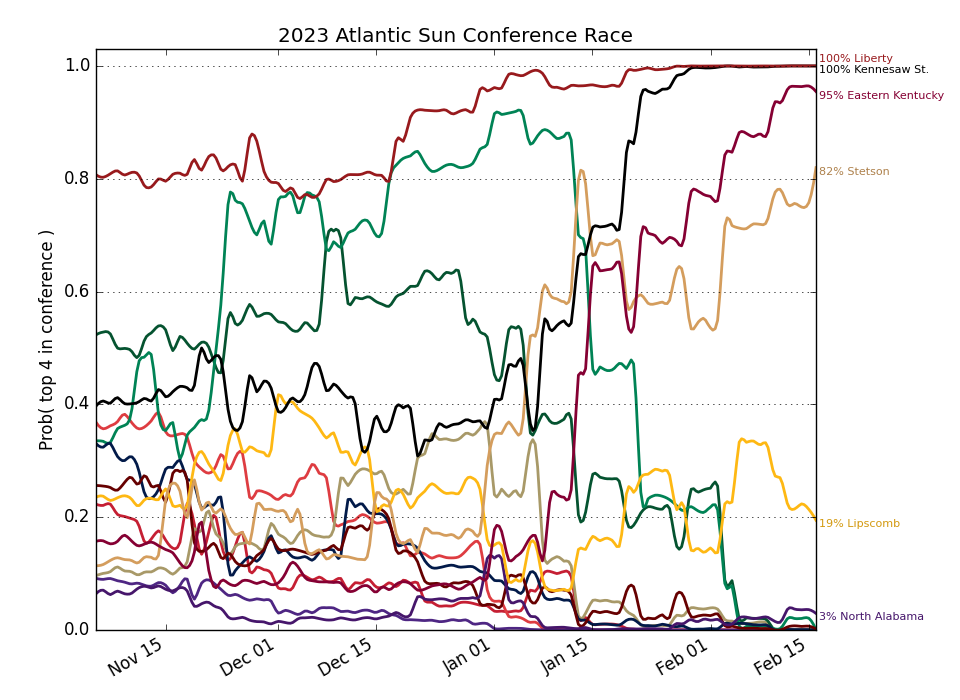 2023 Atlantic Sun Conference Race
Prob( top 4 in conference )
1.0
0.8
0.6
0.4
0.2
0.0
Nov 15
Dec 01
Dec 15
Jan 01
Jan 15
Feb 01
Feb 15
100% Liberty
100% Kennesaw St.
95% Eastern Kentucky
82% Stetson
19% Lipscomb
3% North Alabama